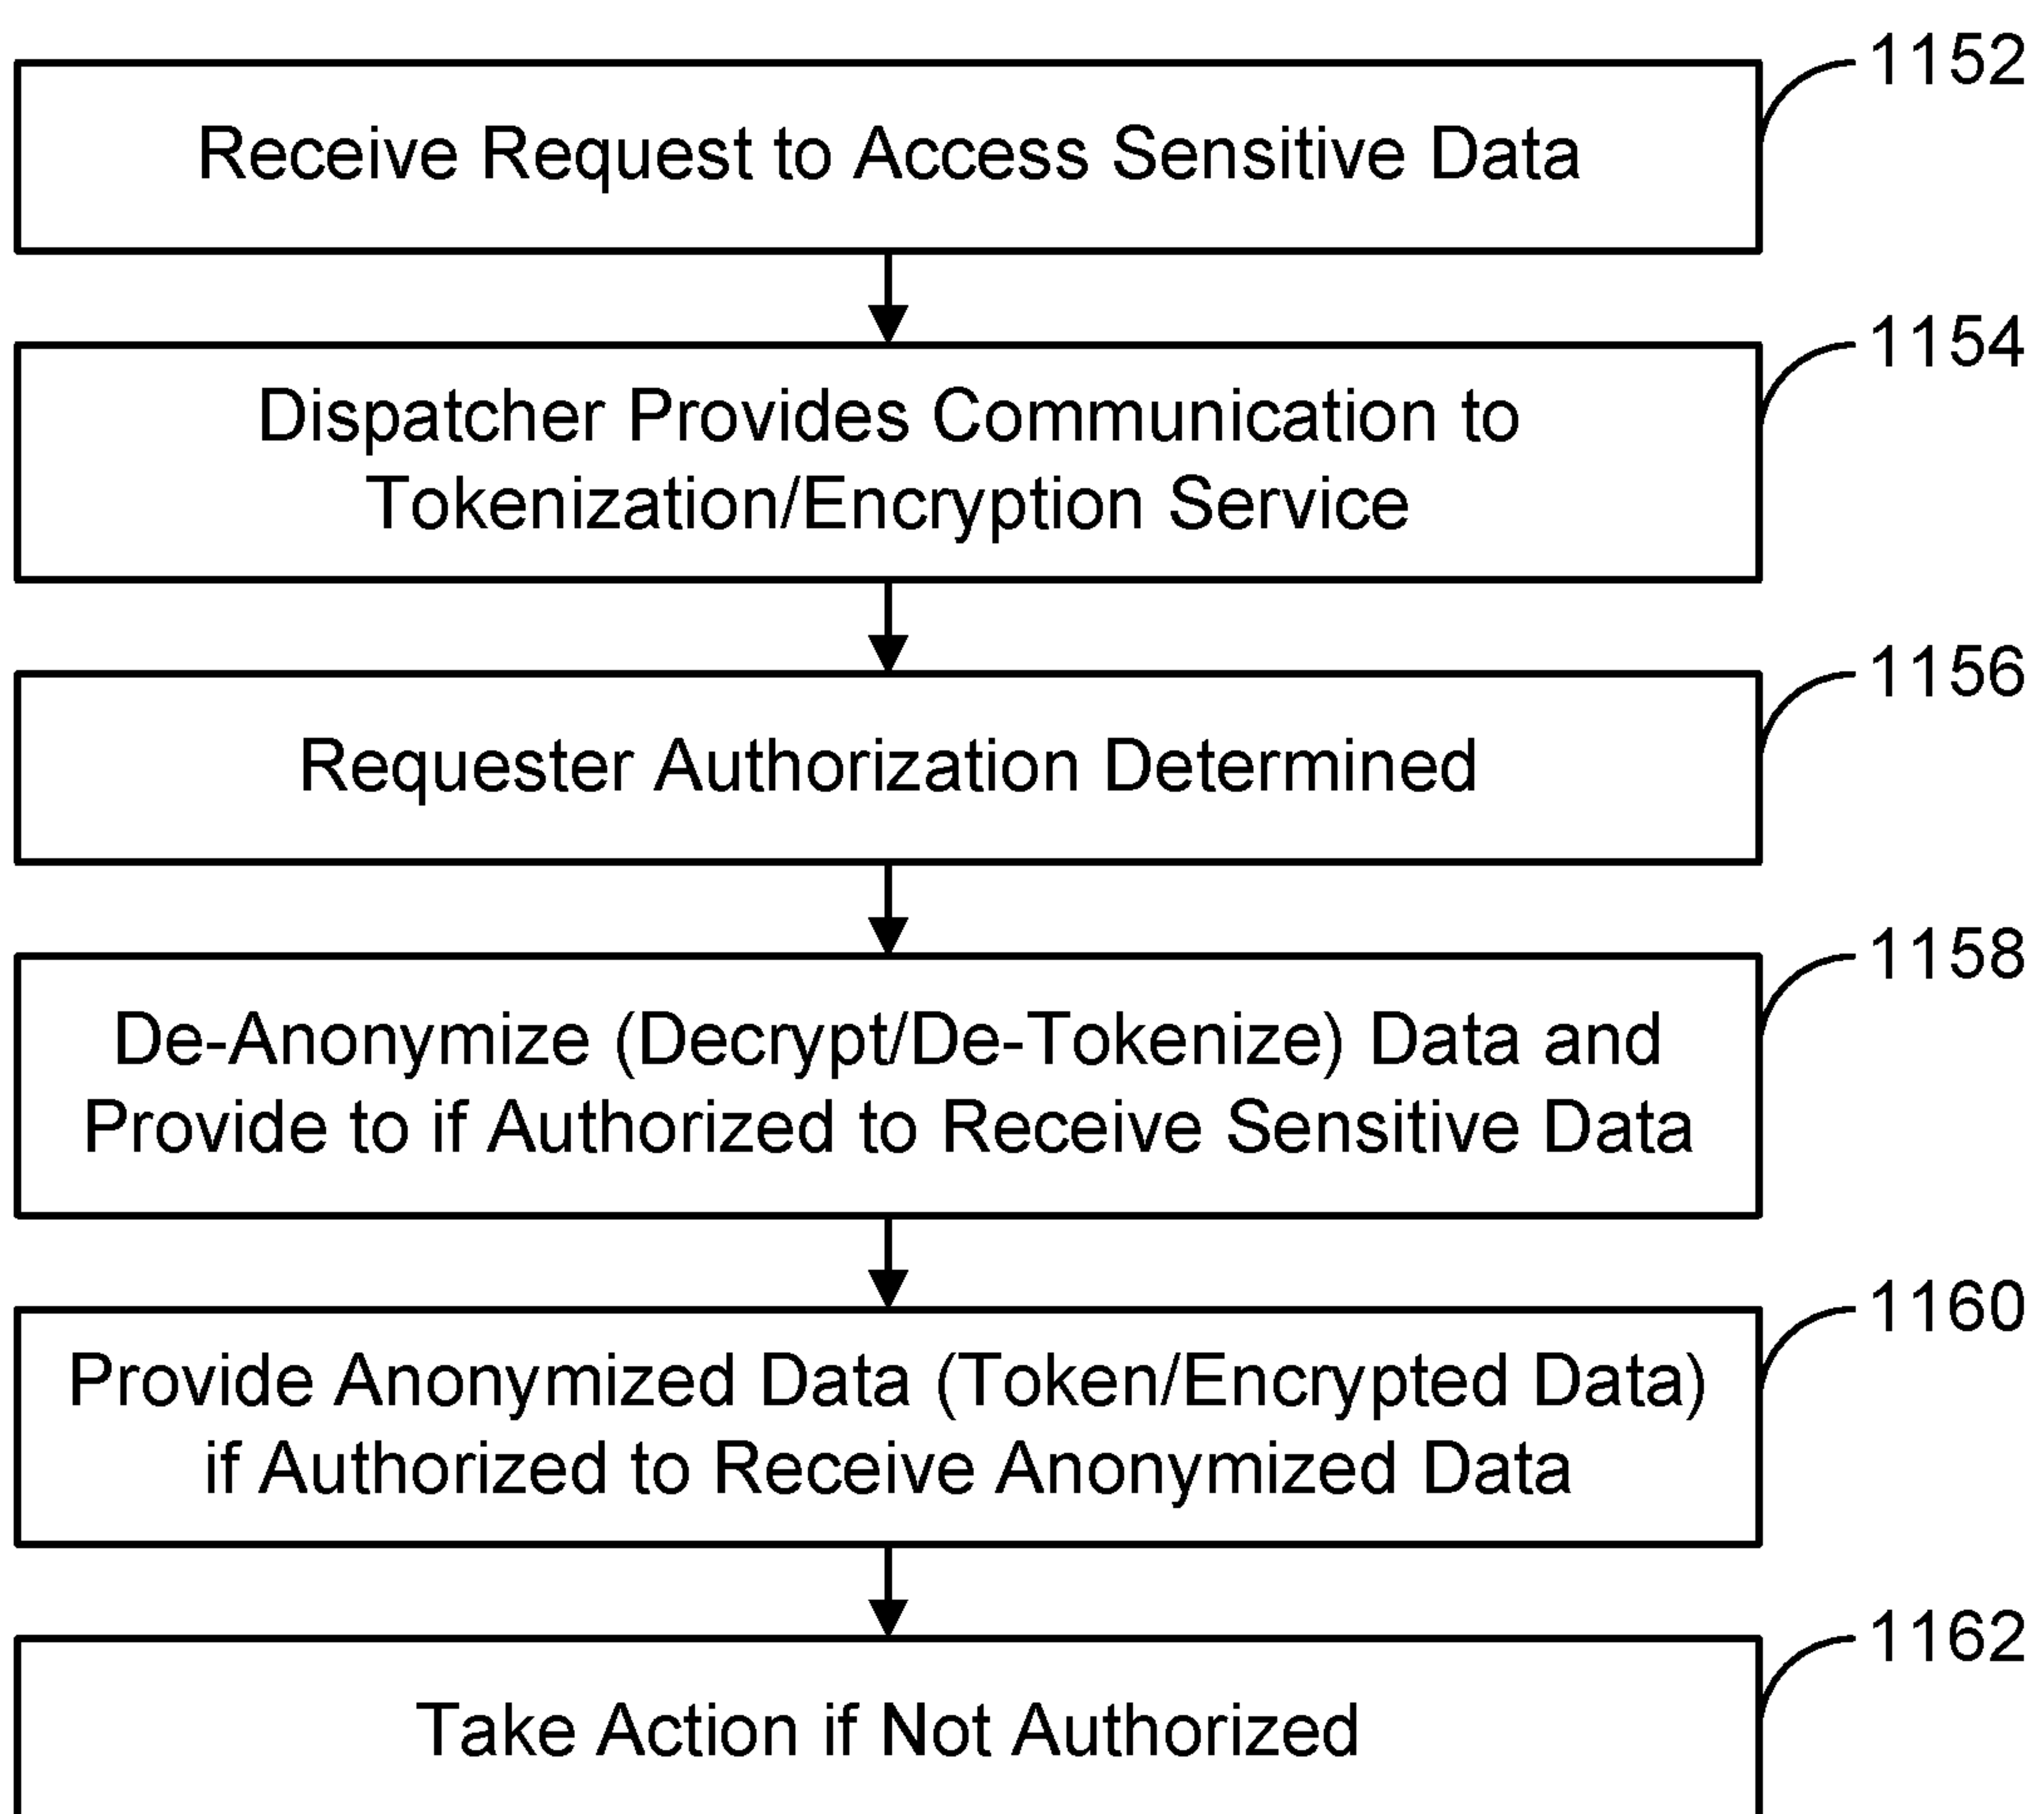 1152
Receive Request to Access Sensitive Data
1154
Dispatcher Provides Communication to
Tokenization/Encryption Service
1156
Requester Authorization Determined
1158
De-Anonymize (Decrypt/De-Tokenize) Data and
Provide to if Authorized to Receive Sensitive Data
1160
Provide Anonymized Data (Token/Encrypted Data)
if Authorized to Receive Anonymized Data
1162
Take Action if Not Authorized